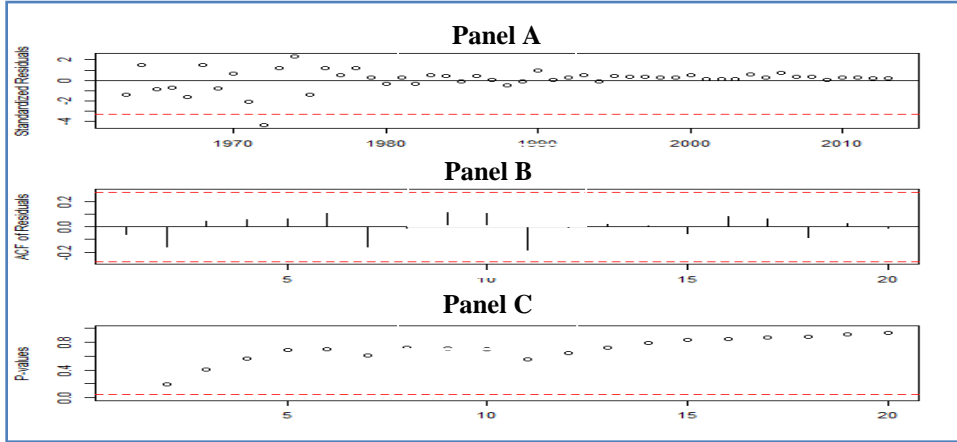 Panel A
Standardized Residuals
2
0
-2
-4
1970 1980 1990 2000 2010
Panel B
ACF of Residuals
0.2
0.0
-0.2
5 10 15 20
Panel C
P-values
0.8
0.4
0.0
5 10 15 20